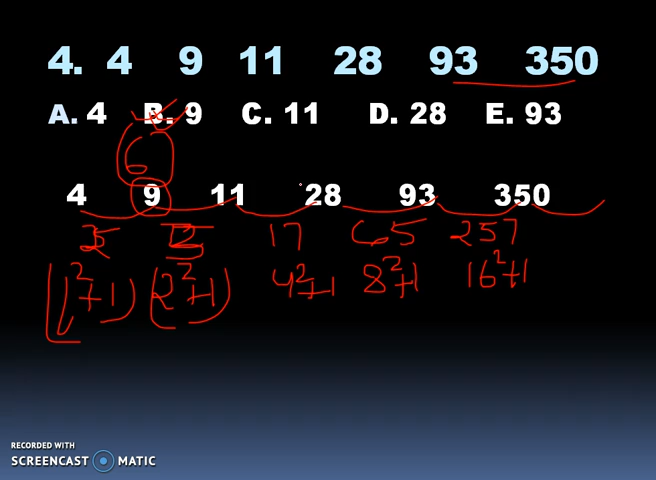 4. 4 9 11 28 93 350
A. 4 B. 9 C. 11 D. 28 E. 93
6
4 9 11 28 93 350
17 65 257
(1²+1) (2²+1) 4²+1 8²+1 16²+1
RECORDED WITH
SCREENCAST MATIC